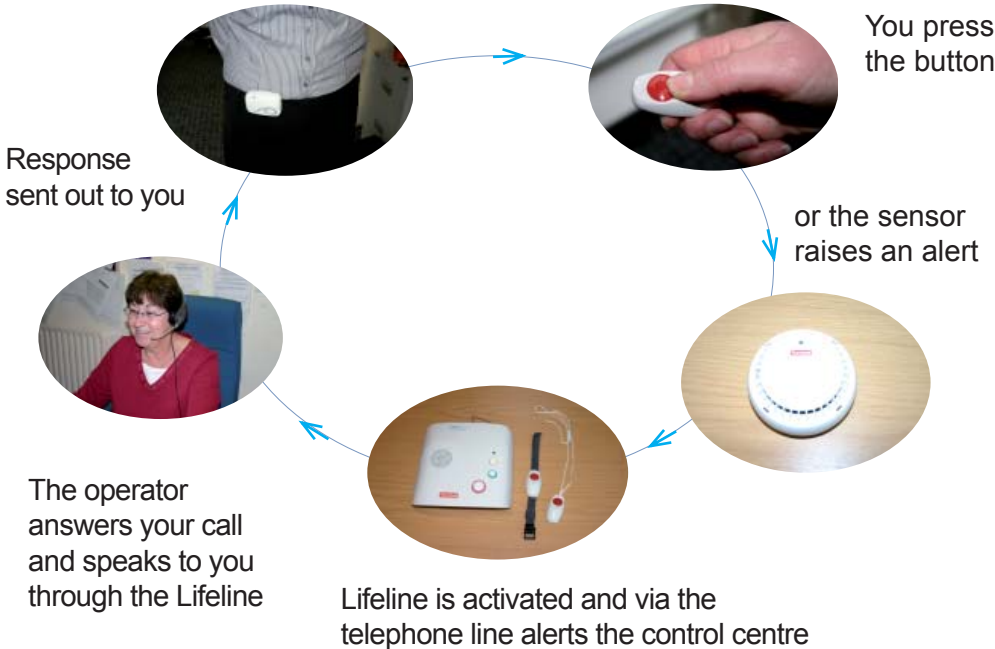 You press
the button
or the sensor
raises an alert
Lifeline is activated and via the
telephone line alerts the control centre
The operator
answers your call
and speaks to you
through the Lifeline
Response
sent out to you